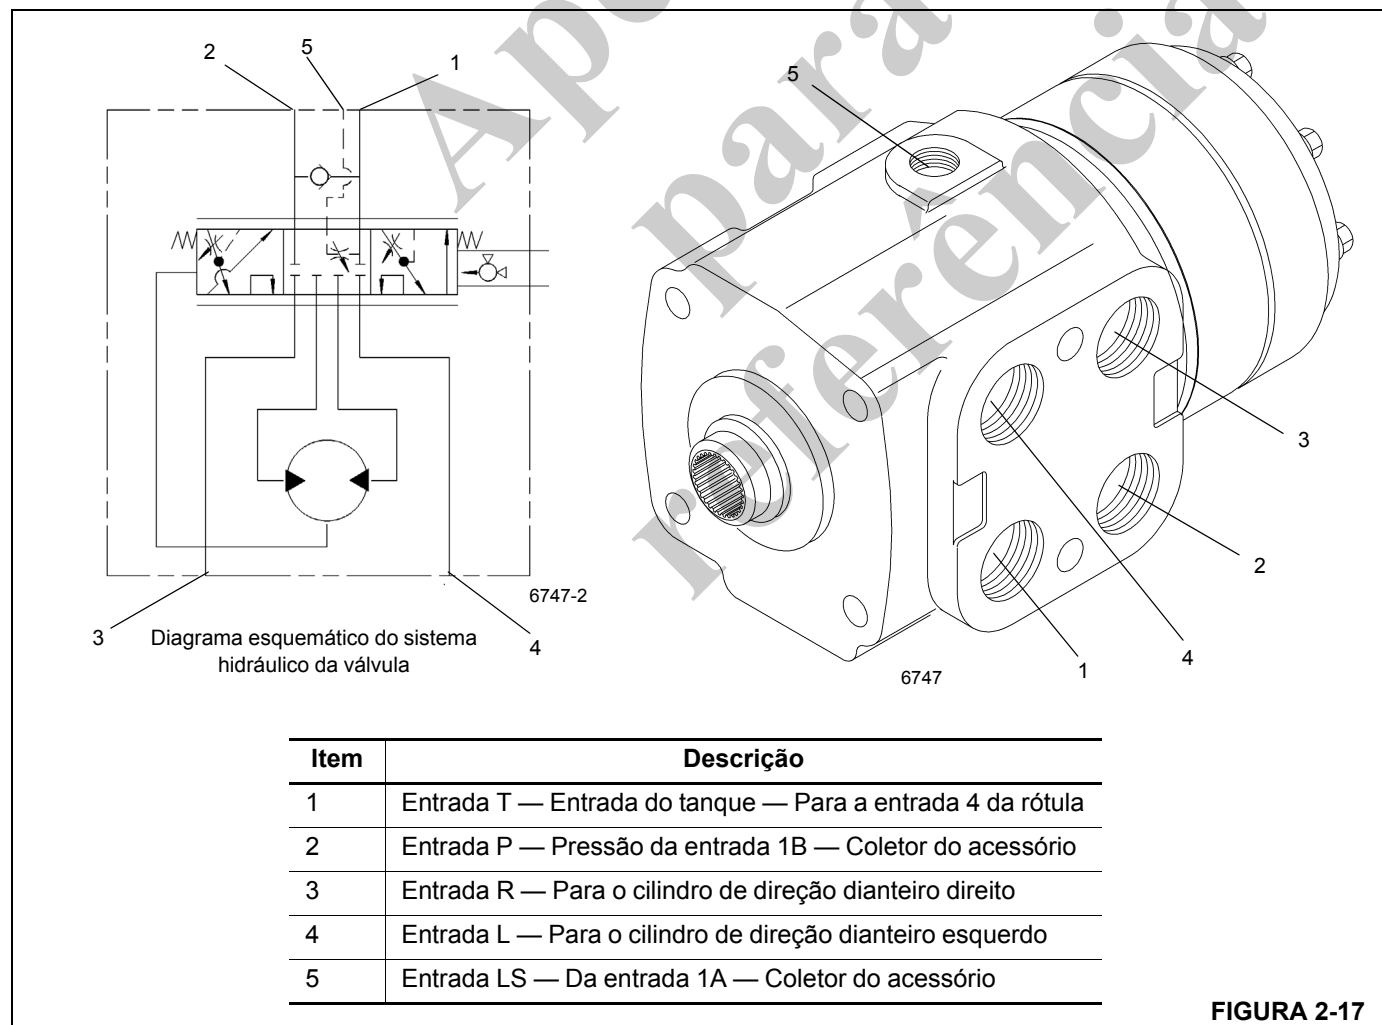 2
5
1
6747-2
3
4
Diagrama esquemático do sistema
hidráulico da válvula
5
3
2
4
1
6747
Item Descrição
1 Entrada T — Entrada do tanque — Para a entrada 4 da rótula
2 Entrada P — Pressão da entrada 1B — Coletor do acessório
3 Entrada R — Para o cilindro de direção dianteiro direito
4 Entrada L — Para o cilindro de direção dianteiro esquerdo
5 Entrada LS — Da entrada 1A — Coletor do acessório
FIGURA 2-17
para
referência